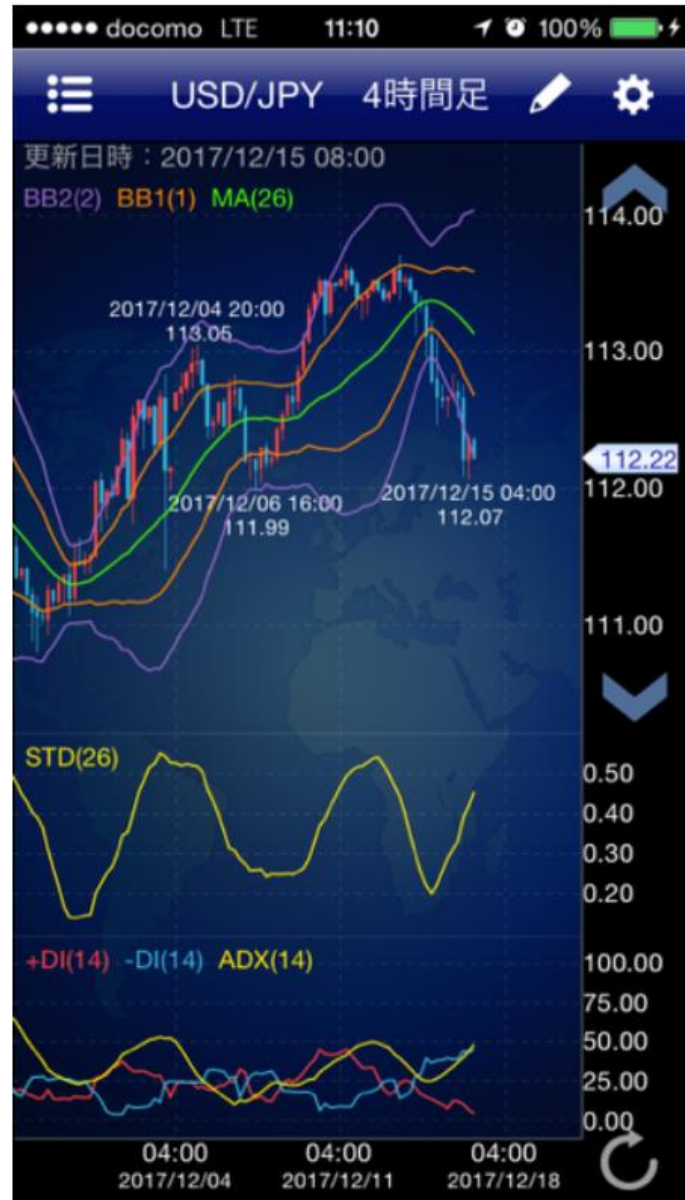 docomo LTE 11:10 100%
USD/JPY 4時間足
更新日時：2017/12/15 08:00
BB2(2) BB1(1) MA(26)
114.00
2017/12/04 20:00
113.05
113.00
112.22
112.00
2017/12/06 16:00
111.99
2017/12/15 04:00
112.07
111.00
STD(26)
0.50
0.40
0.30
0.20
+DI(14) -DI(14) ADX(14)
100.00
75.00
50.00
25.00
0.00
04:00 04:00 04:00
2017/12/04 2017/12/11 2017/12/18